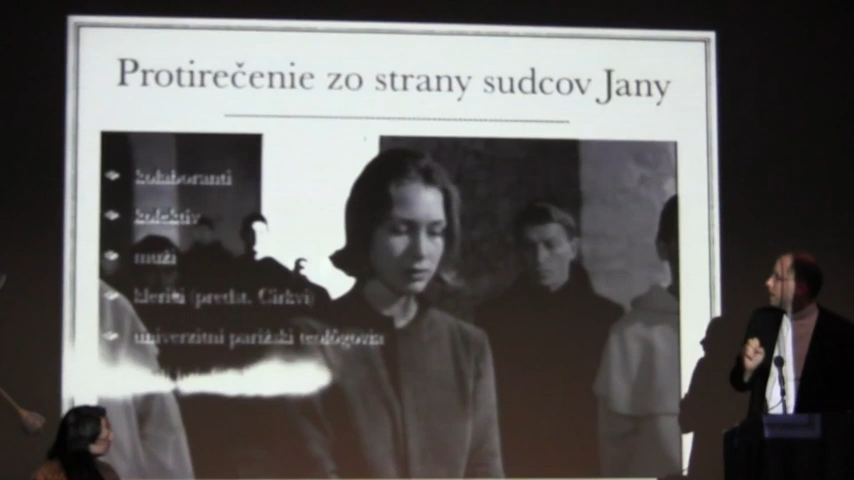 Protirečenie zo strany sudcov Jany
kolaboranti
kolektív
muži
klerici (predst. Cirkvi)
univerzitní parížski teológovia